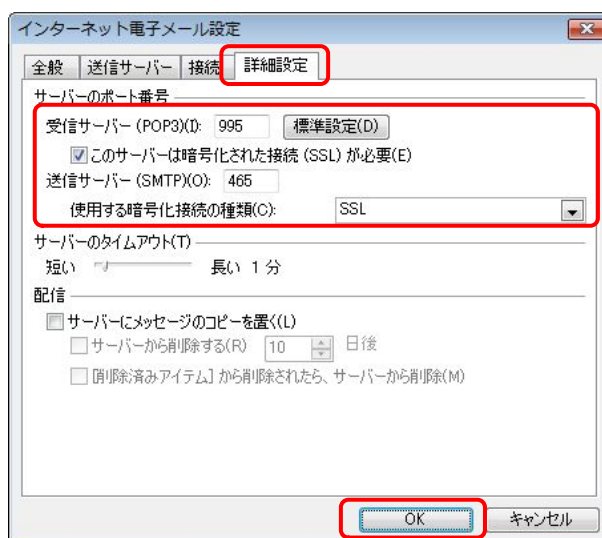 インターネット電子メール設定
全般 送信サーバー 接続 詳細設定
サーバーのポート番号
受信サーバー (POP3)(I): 995 標準設定(D)
このサーバーは暗号化された接続 (SSL) が必要(E)
送信サーバー (SMTP)(O): 465
使用する暗号化接続の種類(C): SSL
サーバーのタイムアウト(T)
短い 長い 1 分
配信
サーバーにメッセージのコピーを置く(L)
サーバーから削除する(R) 10 日後
[削除済みアイテム] から削除されたら、サーバーから削除(M)
OK キャンセル